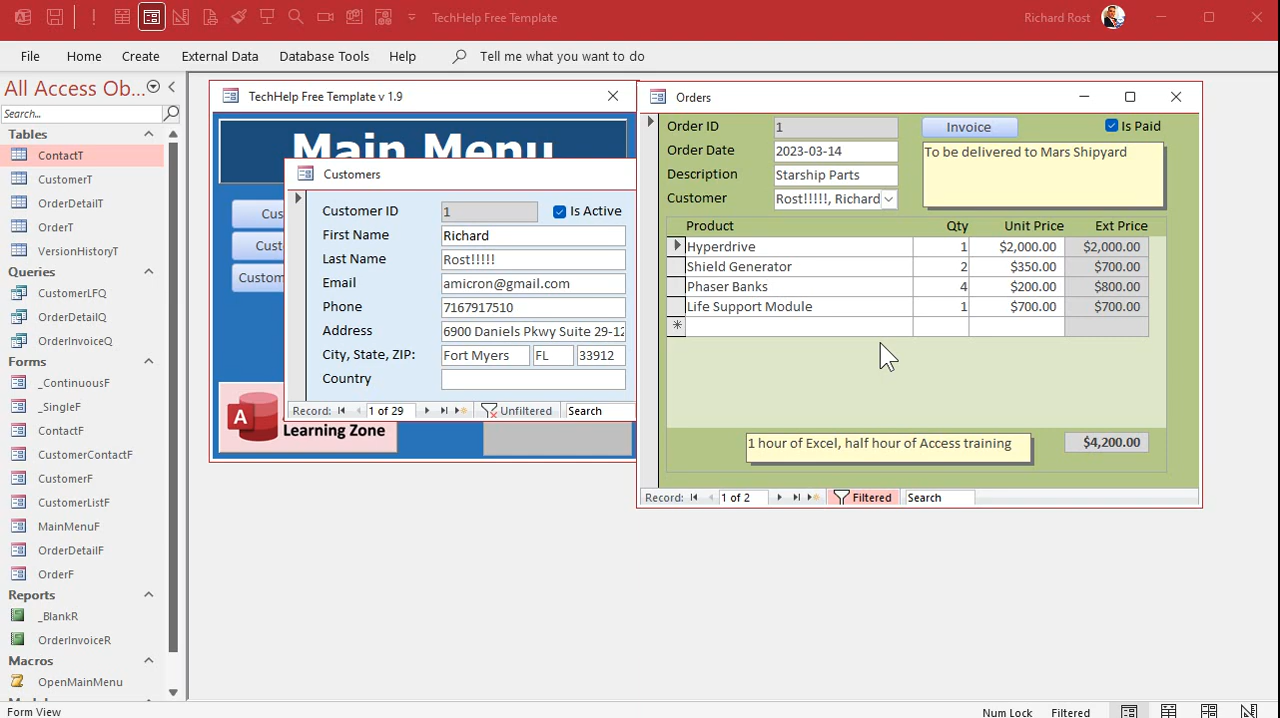 TechHelp Free Template
Richard Rost
File Home Create External Data Database Tools Help Tell me what you want to do
All Access Ob...
Search...
Tables
ContactT
CustomerT
OrderDetailT
OrderT
VersionHistoryT
Queries
CustomerLFQ
OrderDetailQ
OrderInvoiceQ
Forms
_ContinuousF
_SingleF
ContactF
CustomerContactF
CustomerF
CustomerListF
MainMenuF
OrderDetailF
OrderF
Reports
_BlankR
OrderInvoiceR
Macros
OpenMainMenu
TechHelp Free Template v 1.9
Main Menu
Cus
Cust
Custom
A
Learning Zone
Customers
Customer ID 1 Is Active
First Name Richard
Last Name Rost!!!!!
Email amicron@gmail.com
Phone 7167917510
Address 6900 Daniels Pkwy Suite 29-12
City, State, ZIP: Fort Myers FL 33912
Country
Record: 1 of 29 Unfiltered Search
Orders
Order ID 1 Invoice Is Paid
Order Date 2023-03-14 To be delivered to Mars Shipyard
Description Starship Parts
Customer Rost!!!!!, Richard
Product Qty Unit Price Ext Price
Hyperdrive 1 $2,000.00 $2,000.00
Shield Generator 2 $350.00 $700.00
Phaser Banks 4 $200.00 $800.00
Life Support Module 1 $700.00 $700.00
1 hour of Excel, half hour of Access training $4,200.00
Record: 1 of 2 Filtered Search
Form View
Num Lock Filtered